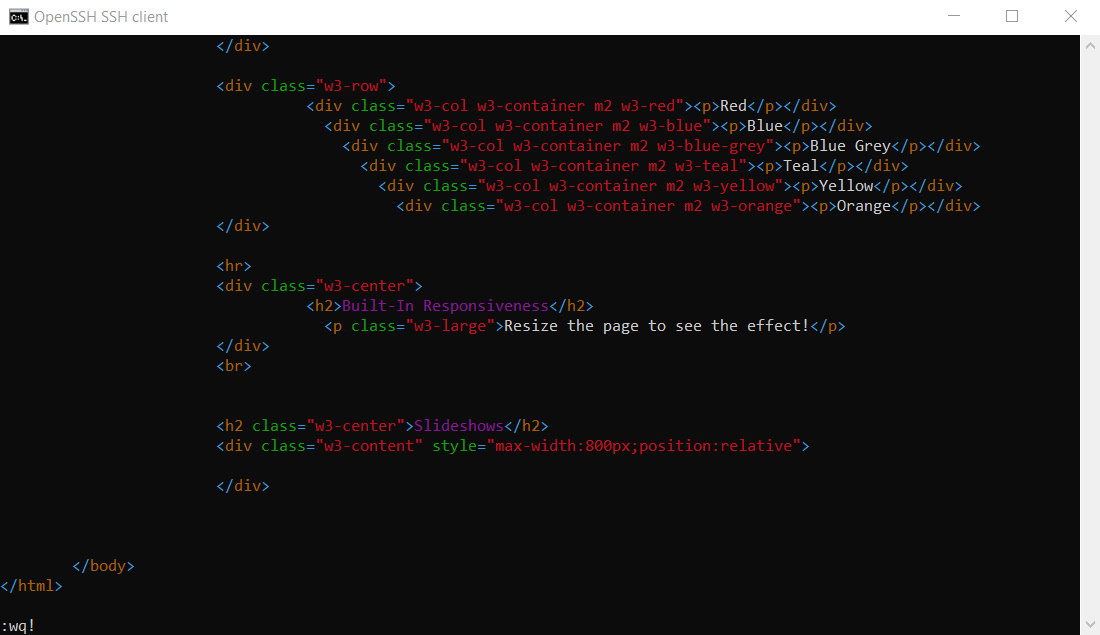 OpenSSH SSH client
</div>
<div class="w3-row">
<div class="w3-col w3-container m2 w3-red"><p>Red</p></div>
<div class="w3-col w3-container m2 w3-blue"><p>Blue</p></div>
<div class="w3-col w3-container m2 w3-blue-grey"><p>Blue Grey</p></div>
<div class="w3-col w3-container m2 w3-teal"><p>Teal</p></div>
<div class="w3-col w3-container m2 w3-yellow"><p>Yellow</p></div>
<div class="w3-col w3-container m2 w3-orange"><p>Orange</p></div>
</div>
<hr>
<div class="w3-center">
<h2>Built-In Responsiveness</h2>
<p class="w3-large">Resize the page to see the effect!</p>
</div>
<br>
<h2 class="w3-center">Slideshows</h2>
<div class="w3-content" style="max-width:800px;position:relative">
</div>
</body>
</html>
:wq!